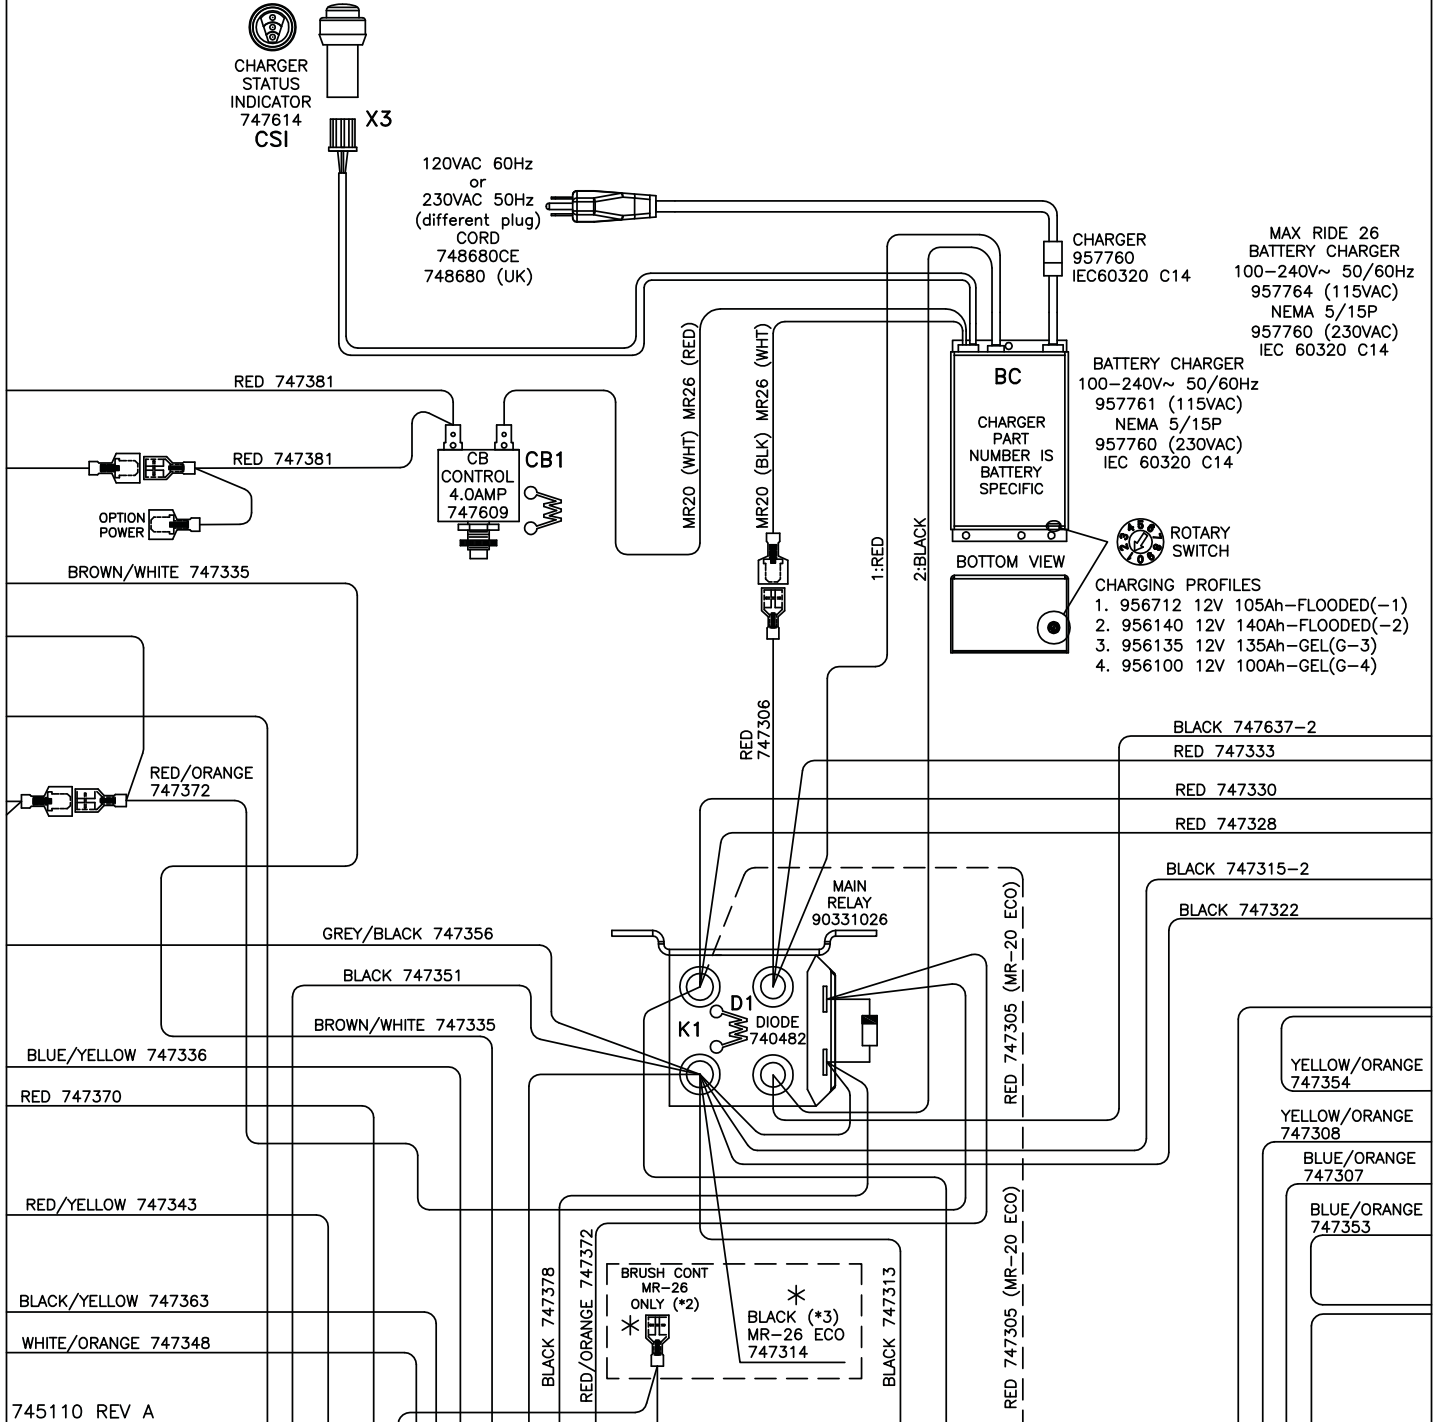 CHARGER
STATUS
INDICATOR
747614
CSI
X3
120VAC 60Hz
or
230VAC 50Hz
(different plug)
CORD
748680CE
748680 (UK)
CHARGER
957760
IEC60320 C14
MAX RIDE 26
BATTERY CHARGER
100-240V~ 50/60Hz
957764 (115VAC)
NEMA 5/15P
957760 (230VAC)
IEC 60320 C14
BATTERY CHARGER
100-240V~ 50/60Hz
957761 (115VAC)
NEMA 5/15P
957760 (230VAC)
IEC 60320 C14
BC
CHARGER
PART
NUMBER IS
BATTERY
SPECIFIC
MR20 (WHT) MR26 (RED)
MR20 (BLK) MR26 (WHT)
RED 747381
RED 747381
CB
CONTROL
4.0AMP
747609
CB1
OPTION
POWER
BROWN/WHITE 747335
1:RED
2:BLACK
0 1 2 3 4 5 6 7 8 9
ROTARY
SWITCH
BOTTOM VIEW
CHARGING PROFILES
1. 956712 12V 105Ah-FLOODED(-1)
2. 956140 12V 140Ah-FLOODED(-2)
3. 956135 12V 135Ah-GEL(G-3)
4. 956100 12V 100Ah-GEL(G-4)
RED
747306
BLACK 747637-2
RED 747333
RED 747330
RED 747328
RED/ORANGE
747372
BLACK 747315-2
BLACK 747322
MAIN
RELAY
90331026
RED 747305 (MR-20 ECO)
GREY/BLACK 747356
BLACK 747351
BROWN/WHITE 747335
BLUE/YELLOW 747336
RED 747370
K1
D1
DIODE
740482
YELLOW/ORANGE
747354
YELLOW/ORANGE
747308
BLUE/ORANGE
747307
BLUE/ORANGE
747353
RED/YELLOW 747343
BLACK/YELLOW 747363
WHITE/ORANGE 747348
BLACK 747378
RED/ORANGE 747372
BRUSH CONT
MR-26
ONLY (*2)
BLACK (*3)
MR-26 ECO
747314
BLACK 747313
RED 747305 (MR-20 ECO)
745110 REV A